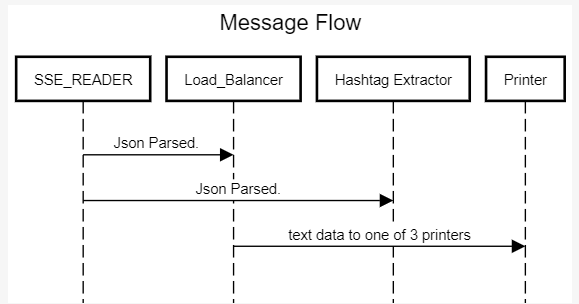 Message Flow
SSE_READER
Load_Balancer
Hashtag Extractor
Printer
Json Parsed.
Json Parsed.
text data to one of 3 printers